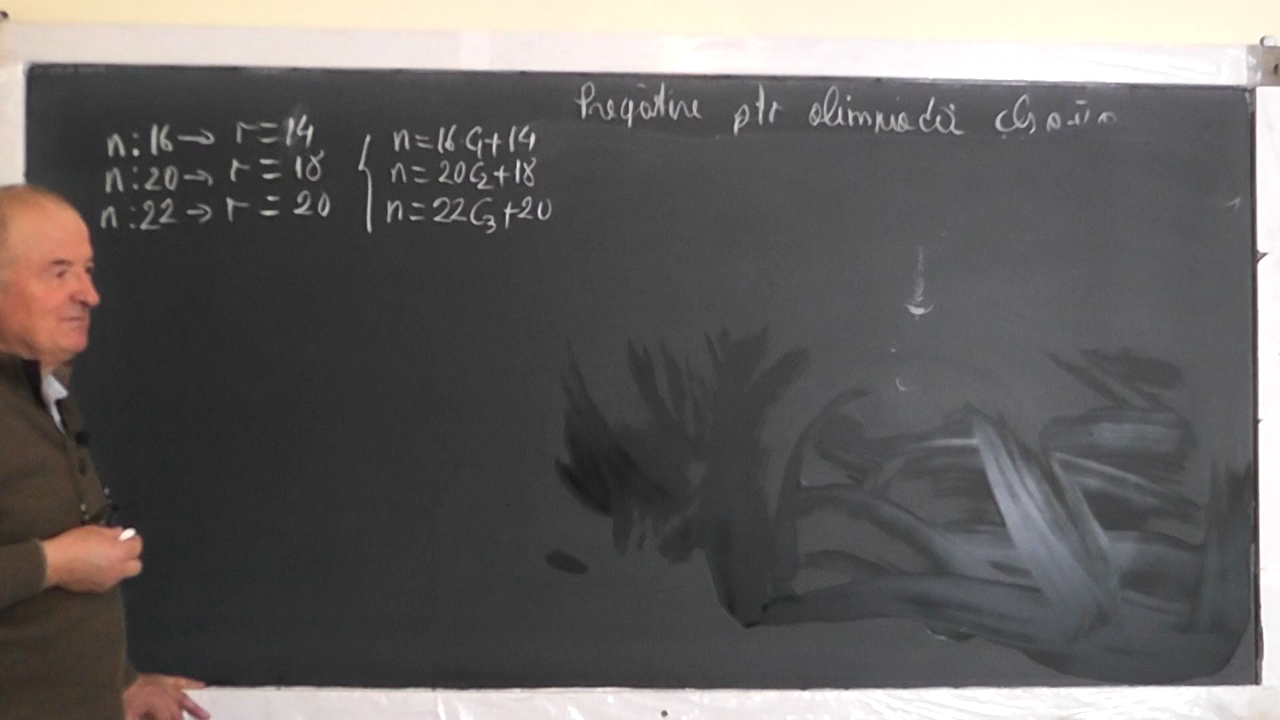 Pregătire ptr olimpiadă
n:16→ r=14
n:20→ r=18
n:22→ r=20
{ n=16C₁+14
n=20C₂+18
n=22C₃+20